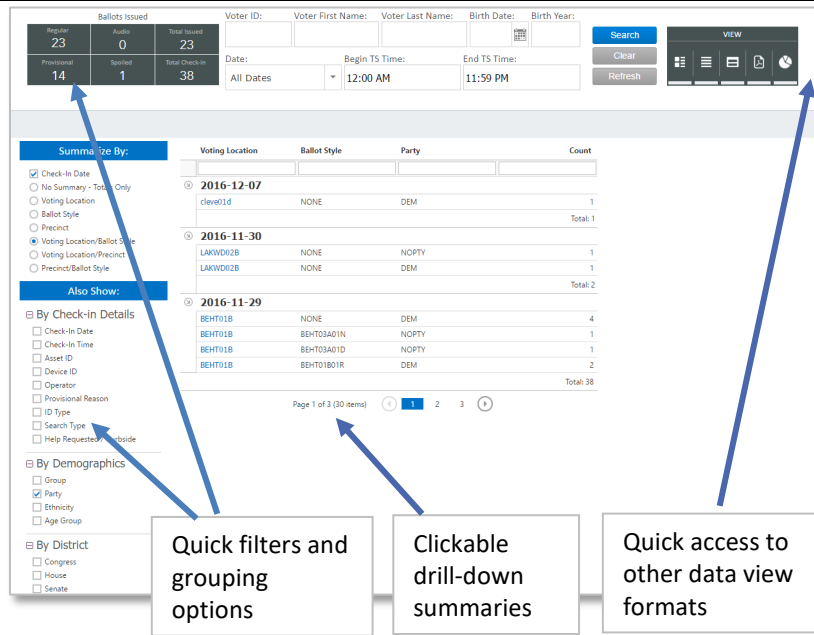 Ballots Issued
Regular 23 Audio 0 Total Issued 23
Provisional 14 Spoiled 1 Total Check-In 38
Voter ID: Voter First Name: Voter Last Name: Birth Date: Birth Year:
Date: Begin TS Time: End TS Time:
All Dates 12:00 AM 11:59 PM
Search
Clear
Refresh
VIEW
Summarize By:
Check-In Date
No Summary - Totals Only
Voting Location
Ballot Style
Precinct
Voting Location/Ballot Style
Voting Location/Precinct
Precinct/Ballot Style
Also Show:
By Check-in Details
Check-In Date
Check-In Time
Asset ID
Device ID
Operator
Provisional Reason
ID Type
Search Type
Help Requested / Curbside
By Demographics
Group
Party
Ethnicity
Age Group
By District
Congress
House
Senate
Voting Location Ballot Style Party Count
2016-12-07
cleve01d NONE DEM 1
Total: 1
2016-11-30
LAKWD02B NONE NOPTY 1
LAKWD02B NONE DEM 1
Total: 2
2016-11-29
BEHT01B NONE DEM 4
BEHT01B BEHT03A01N NOPTY 1
BEHT01B BEHT03A01D NOPTY 1
BEHT01B BEHT01B01R DEM 2
Total: 38
Page 1 of 3 (30 items) 1 2 3
Quick filters and
grouping
options
Clickable
drill-down
summaries
Quick access to
other data view
formats